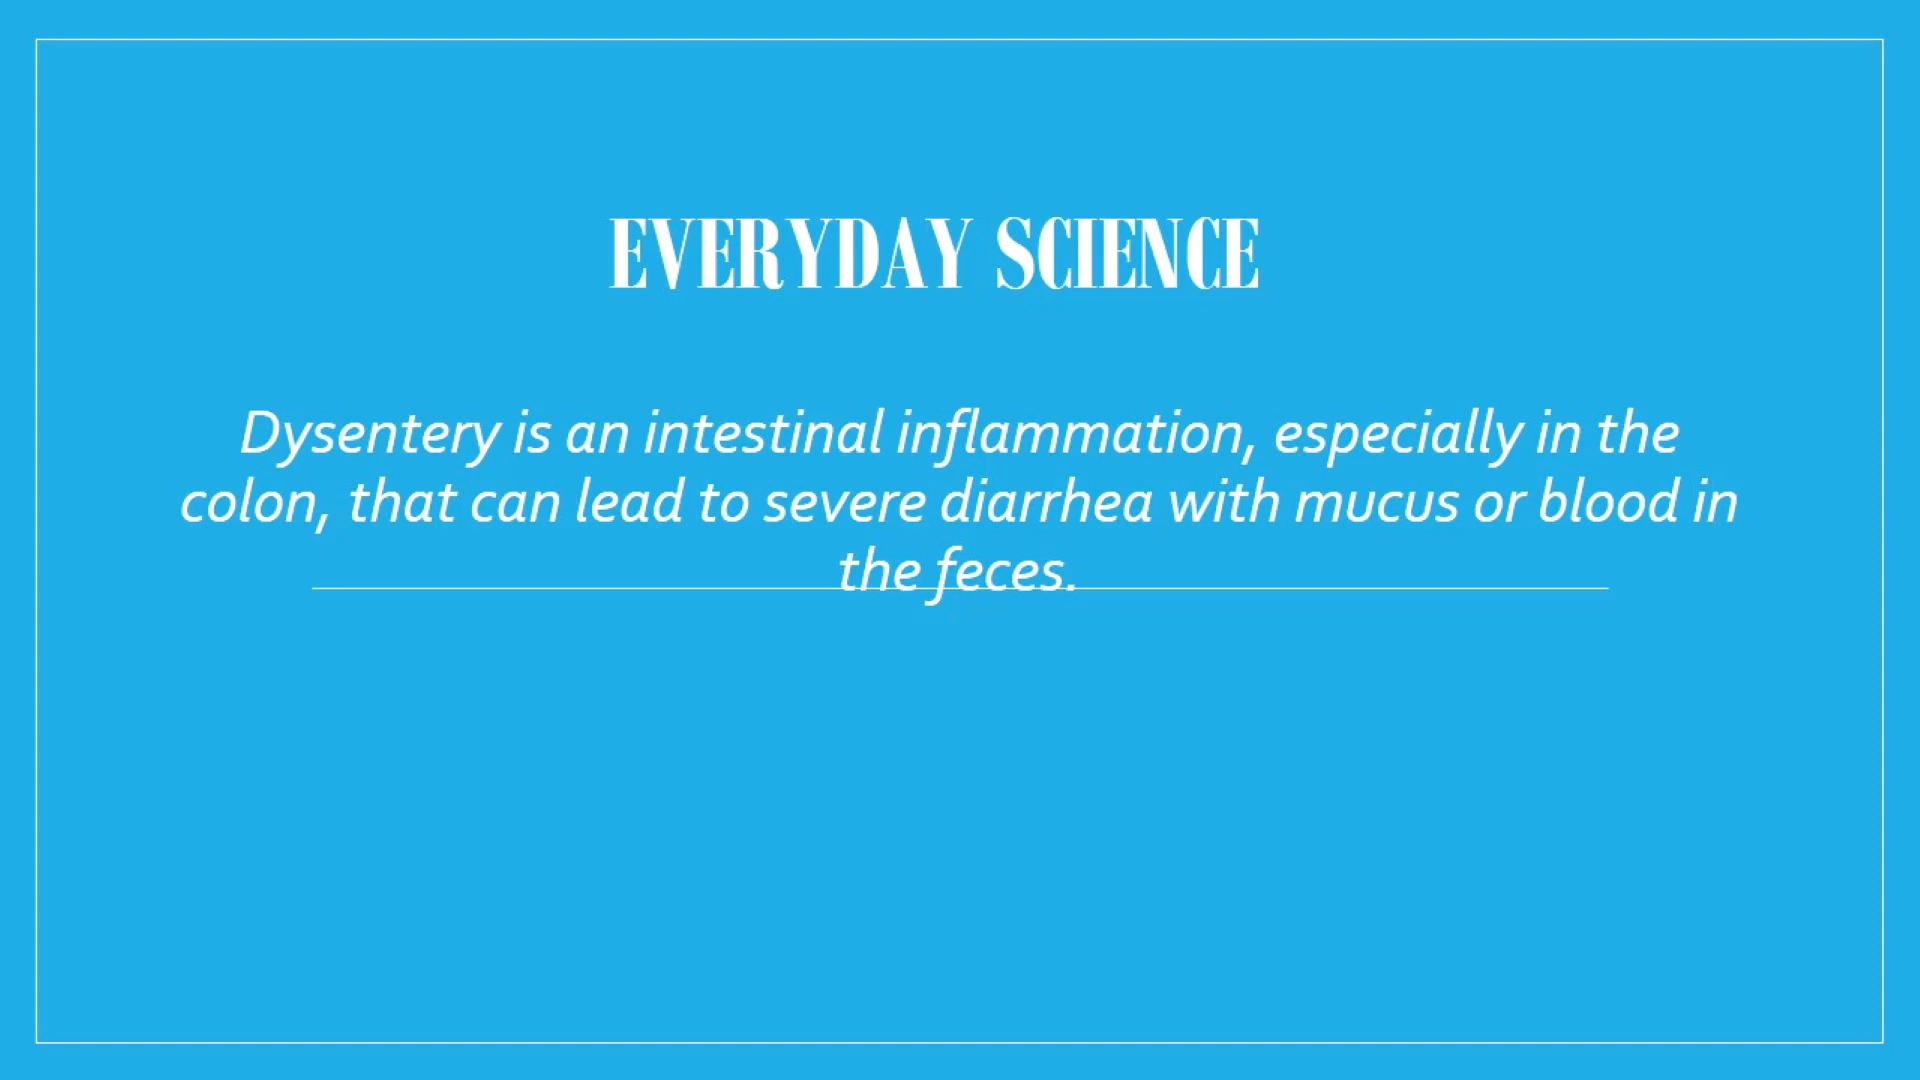 EVERYDAY SCIENCE
Dysentery is an intestinal inflammation, especially in the
colon, that can lead to severe diarrhea with mucus or blood in
the feces.